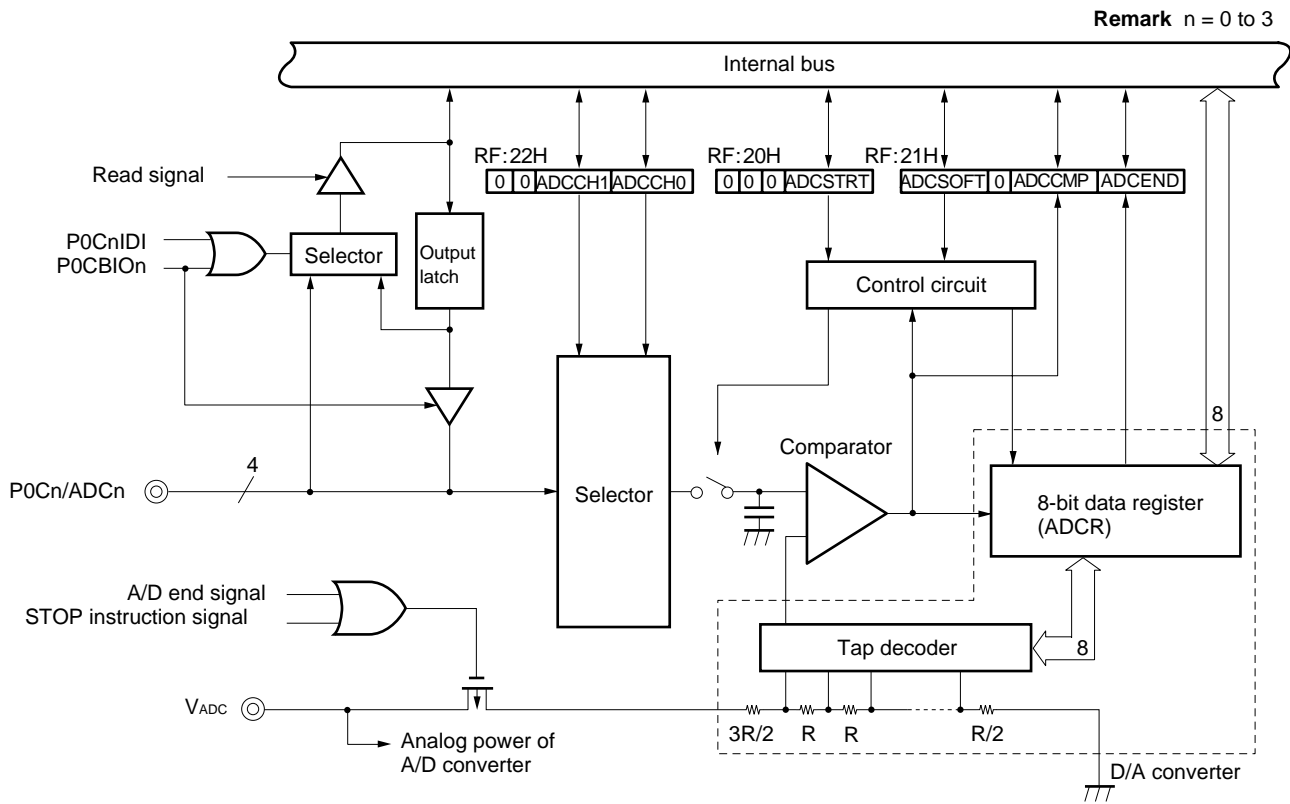 Remark n = 0 to 3
Internal bus
RF:22H
RF:20H
RF:21H
Read signal
0 0 ADCCH1 ADCCH0
0 0 0 ADCSTRT
ADCSOFT 0 ADCCMP ADCEND
P0CnIDI
P0CBIOn
Selector
Output
latch
Control circuit
8
Comparator
P0Cn/ADCn
4
Selector
8-bit data register
(ADCR)
A/D end signal
STOP instruction signal
Tap decoder
8
VADC
3R/2
R
R
R/2
Analog power of
A/D converter
D/A converter